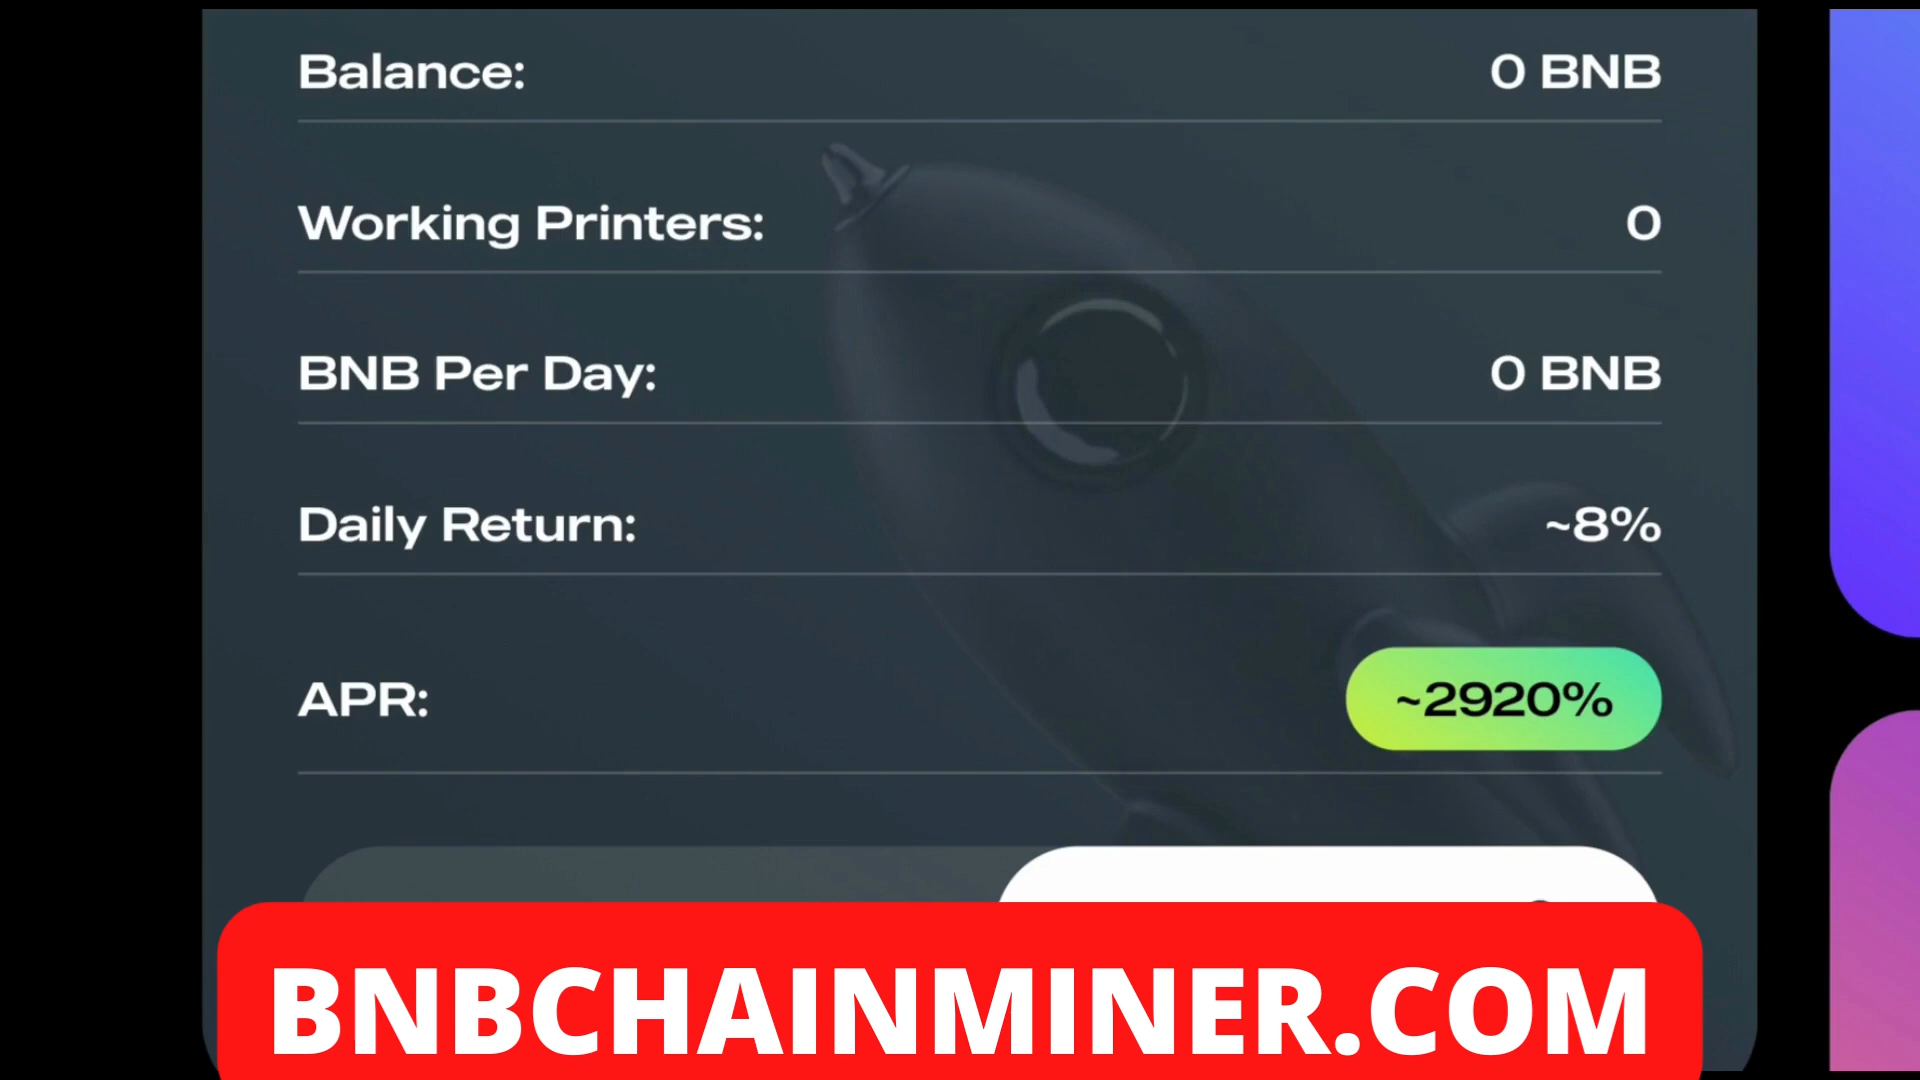 Balance: 0 BNB
Working Printers: 0
BNB Per Day: 0 BNB
Daily Return: ~8%
APR: ~2920%
BNBCHAINMINER.COM